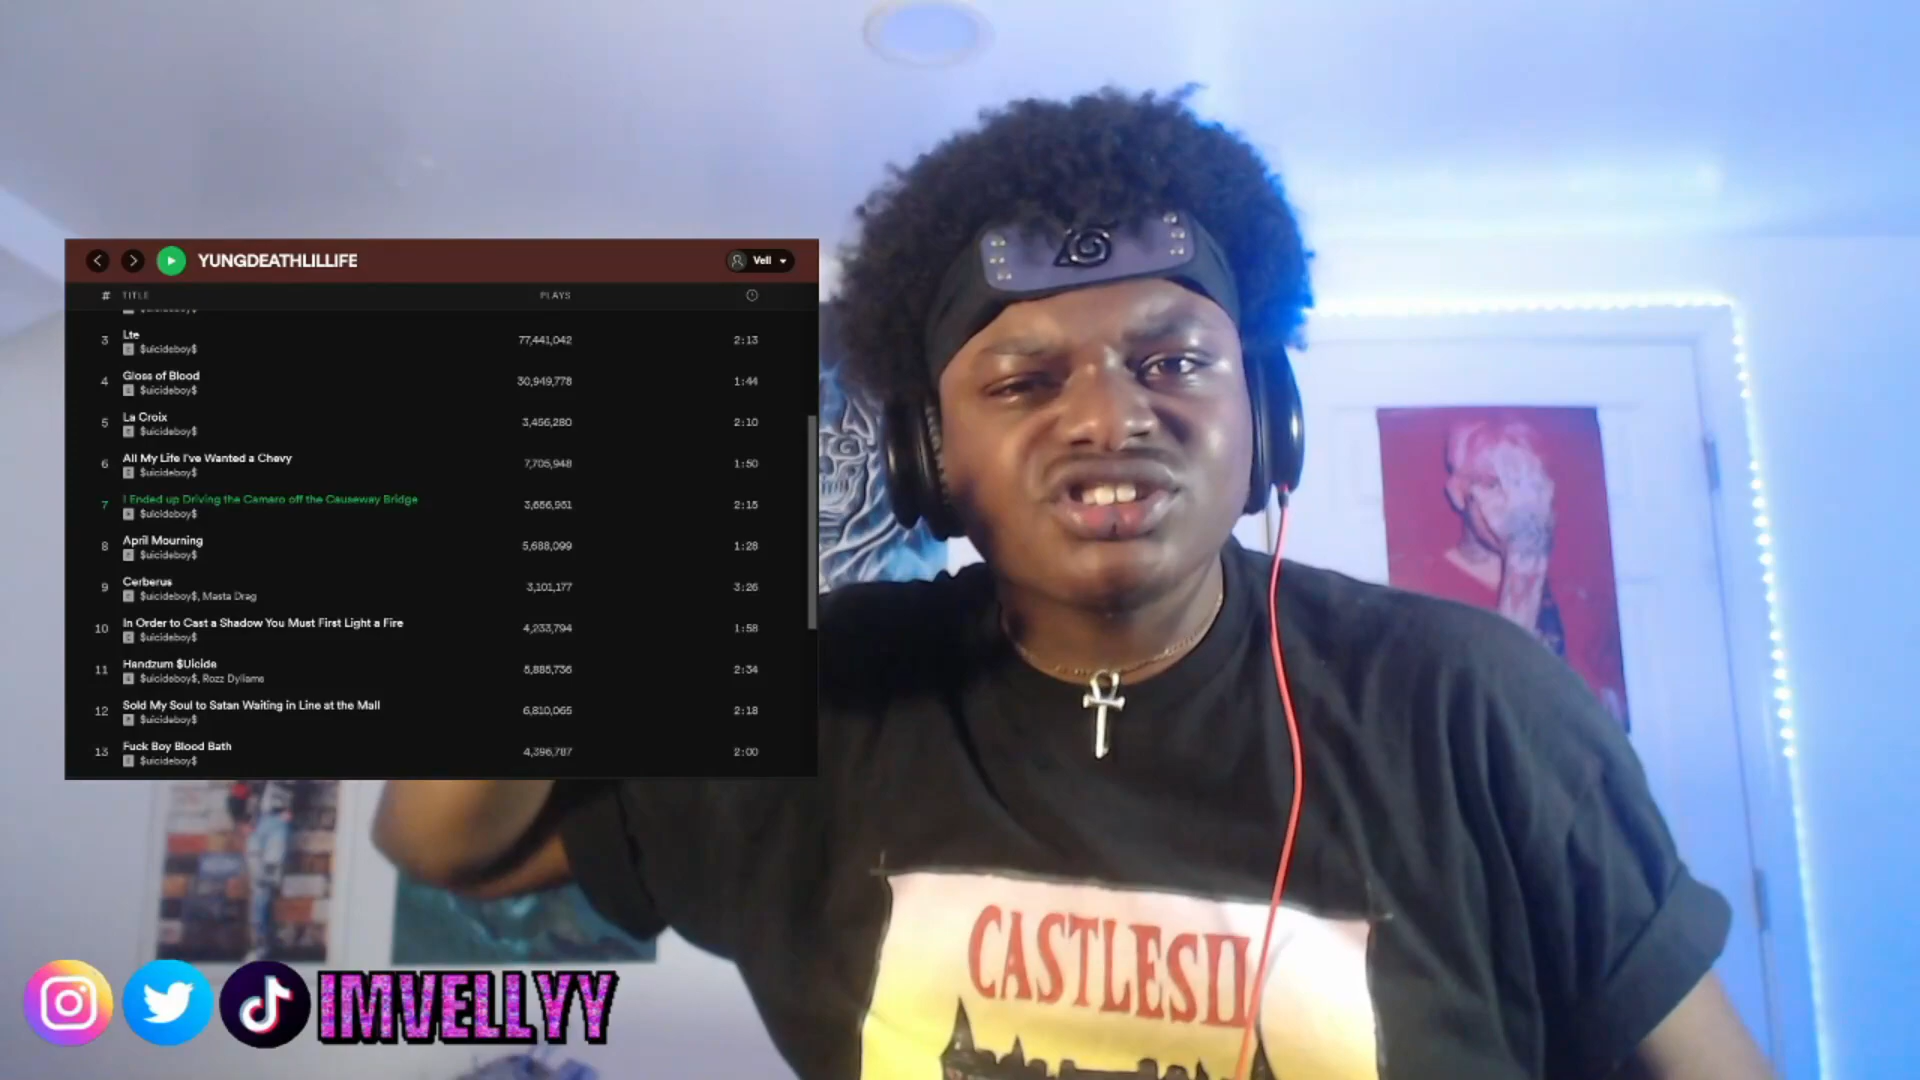 YUNGDEATHLILLIFE
Vell
# TITLE PLAYS
$uicideboy$
3 Lte 77,441,042 2:13
$uicideboy$
4 Gloss of Blood 30,949,778 1:44
$uicideboy$
5 La Croix 3,456,280 2:10
$uicideboy$
6 All My Life I've Wanted a Chevy 7,705,948 1:50
$uicideboy$
7 I Ended up Driving the Camaro off the Causeway Bridge 3,656,951 2:15
$uicideboy$
8 April Mourning 5,688,099 1:28
$uicideboy$
9 Cerberus 3,101,177 3:26
$uicideboy$, Masta Drag
10 In Order to Cast a Shadow You Must First Light a Fire 4,233,794 1:58
$uicideboy$
11 Handzum $Uicide 5,885,736 2:34
$uicideboy$, Rozz Dyliams
12 Sold My Soul to Satan Waiting in Line at the Mall 6,810,065 2:18
$uicideboy$
13 Fuck Boy Blood Bath 4,396,787 2:00
$uicideboy$
CASTLESII
IMVELLYY